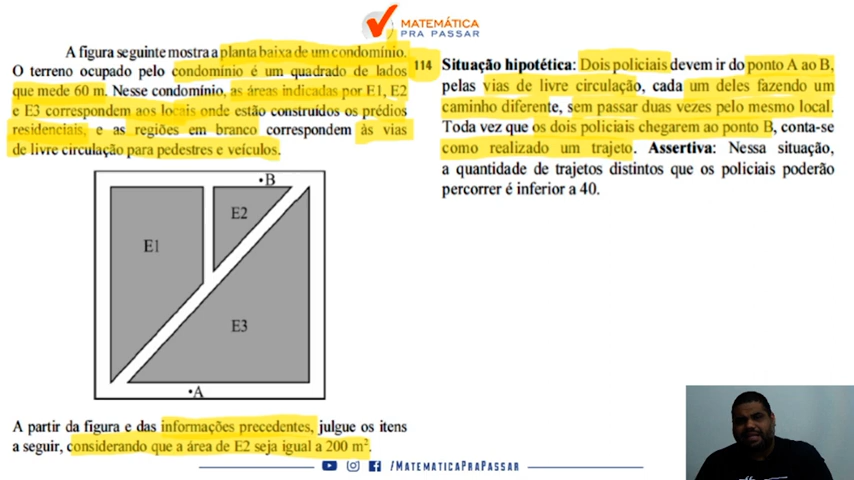 MATEMÁTICA
PRA PASSAR
A figura seguinte mostra a planta baixa de um condomínio.
O terreno ocupado pelo condomínio é um quadrado de lados
que mede 60 m. Nesse condomínio, as áreas indicadas por E1, E2
e E3 correspondem aos locais onde estão construídos os prédios
residenciais, e as regiões em branco correspondem às vias
de livre circulação para pedestres e veículos.
•B
E2
E1
E3
•A
A partir da figura e das informações precedentes, julgue os itens
a seguir, considerando que a área de E2 seja igual a 200 m².
114 Situação hipotética: Dois policiais devem ir do ponto A ao B,
pelas vias de livre circulação, cada um deles fazendo um
caminho diferente, sem passar duas vezes pelo mesmo local.
Toda vez que os dois policiais chegarem ao ponto B, conta-se
como realizado um trajeto. Assertiva: Nessa situação,
a quantidade de trajetos distintos que os policiais poderão
percorrer é inferior a 40.
/MATEMATICAPRAPASSAR